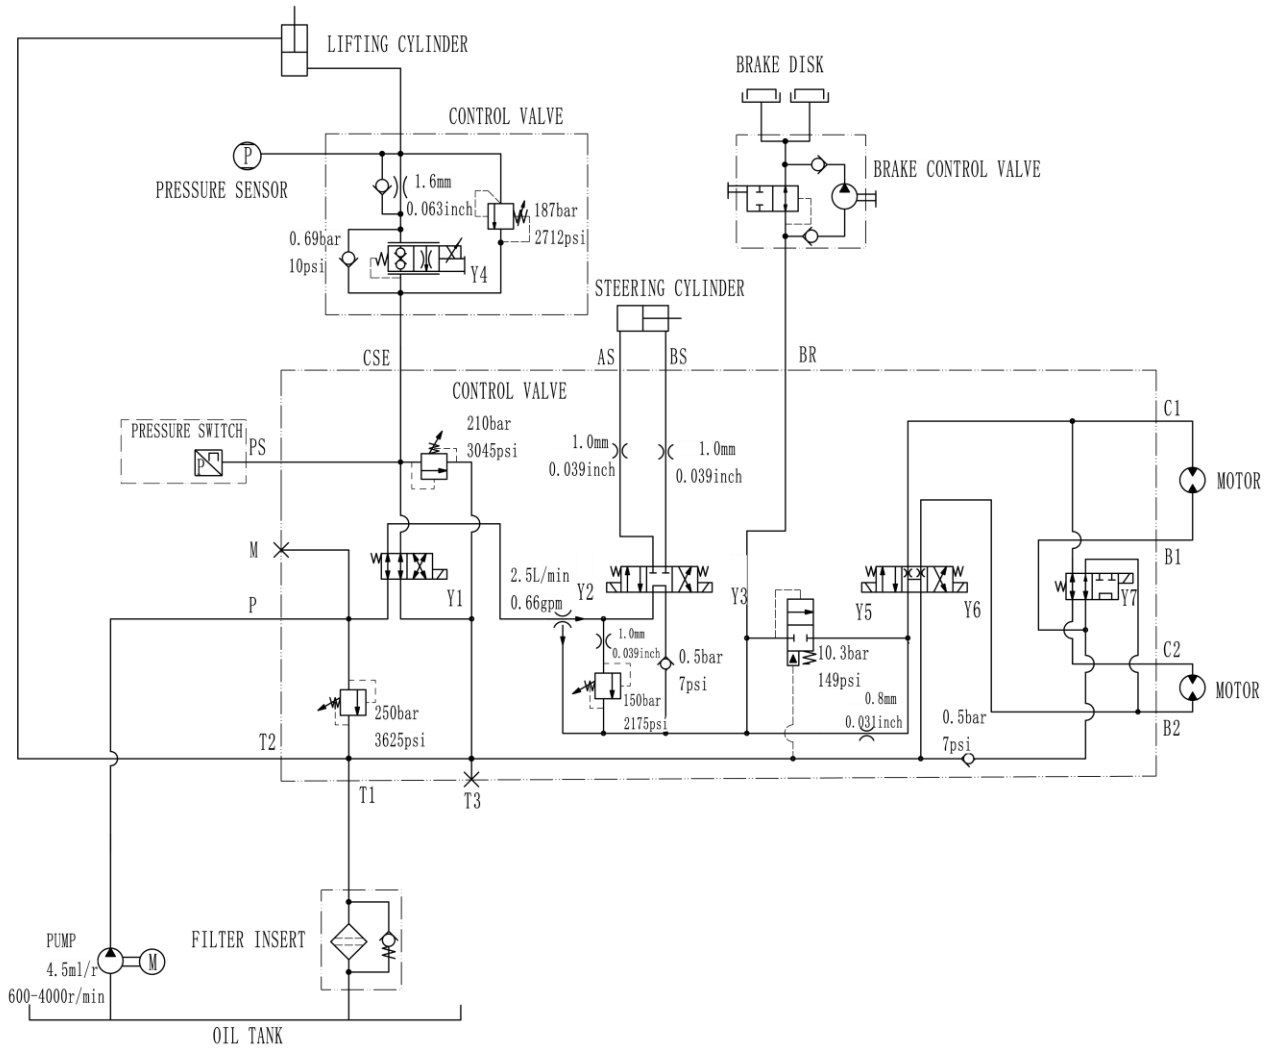 LIFTING CYLINDER
BRAKE DISK
CONTROL VALVE
P
PRESSURE SENSOR
1.6mm
0.063inch
187bar
2712psi
0.69bar
10psi
Y4
BRAKE CONTROL VALVE
STEERING CYLINDER
CSE
AS
BS
BR
CONTROL VALVE
PRESSURE SWITCH
P
PS
210bar
3045psi
1.0mm
0.039inch
1.0mm
0.039inch
C1
MOTOR
B1
M
P
Y1
2.5L/min
0.66gpm
Y2
Y3
Y5
Y6
Y7
1.0mm
0.039inch
0.5bar
7psi
10.3bar
149psi
C2
MOTOR
B2
250bar
3625psi
150bar
2175psi
0.8mm
0.031inch
0.5bar
7psi
T2
T1
T3
PUMP
4.5ml/r
600-4000r/min
M
FILTER INSERT
OIL TANK